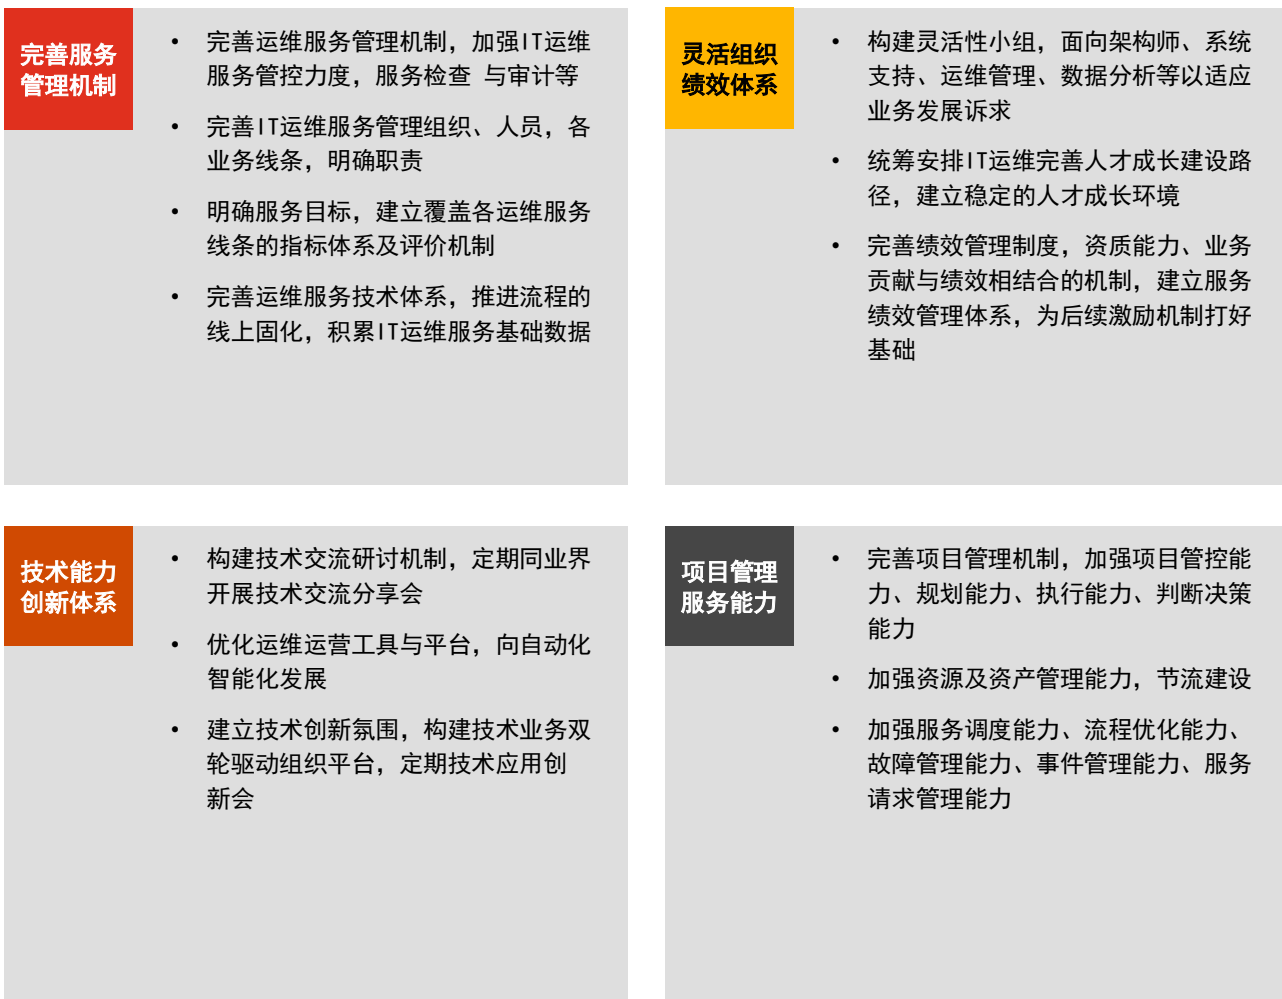 完善服务
管理机制
• 完善运维服务管理机制，加强IT运维
服务管控力度，服务检查 与审计等
• 完善IT运维服务管理组织、人员，各
业务线条，明确职责
• 明确服务目标，建立覆盖各运维服务
线条的指标体系及评价机制
• 完善运维服务技术体系，推进流程的
线上固化，积累IT运维服务基础数据
灵活组织
绩效体系
• 构建灵活性小组，面向架构师、系统
支持、运维管理、数据分析等以适应
业务发展诉求
• 统筹安排IT运维完善人才成长建设路
径，建立稳定的人才成长环境
• 完善绩效管理制度，资质能力、业务
贡献与绩效相结合的机制，建立服务
绩效管理体系，为后续激励机制打好
基础
技术能力
创新体系
• 构建技术交流研讨机制，定期同业界
开展技术交流分享会
• 优化运维运营工具与平台，向自动化
智能化发展
• 建立技术创新氛围，构建技术业务双
轮驱动组织平台，定期技术应用创
新会
项目管理
服务能力
• 完善项目管理机制，加强项目管控能
力、规划能力、执行能力、判断决策
能力
• 加强资源及资产管理能力，节流建设
• 加强服务调度能力、流程优化能力、
故障管理能力、事件管理能力、服务
请求管理能力